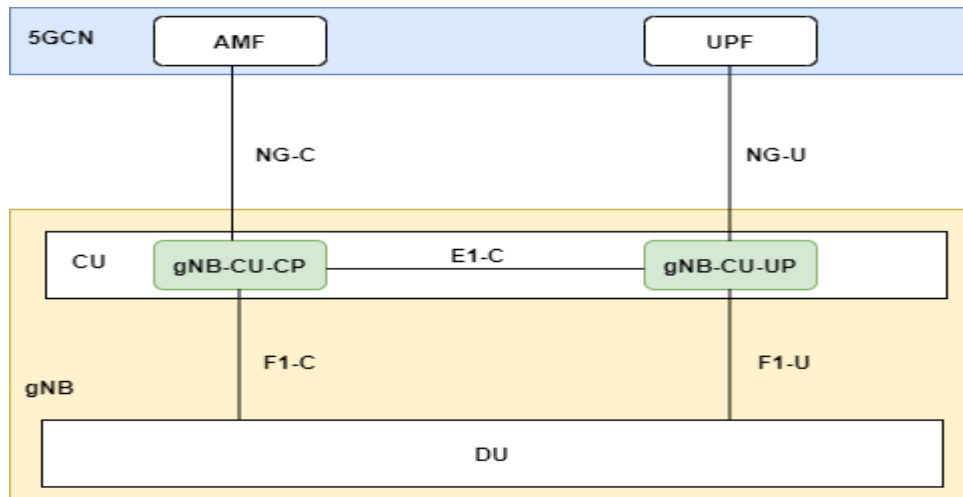 5GCN
AMF
UPF
NG-C
NG-U
CU
gNB-CU-CP
E1-C
gNB-CU-UP
F1-C
F1-U
gNB
DU